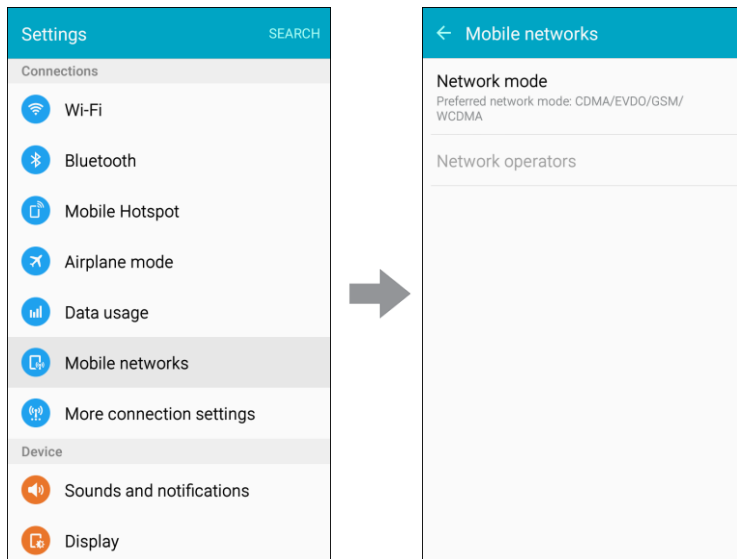 Settings SEARCH
Connections
Wi-Fi
Bluetooth
Mobile Hotspot
Airplane mode
Data usage
Mobile networks
More connection settings
Device
Sounds and notifications
Display
Mobile networks
Network mode
Preferred network mode: CDMA/EVDO/GSM/
WCDMA
Network operators